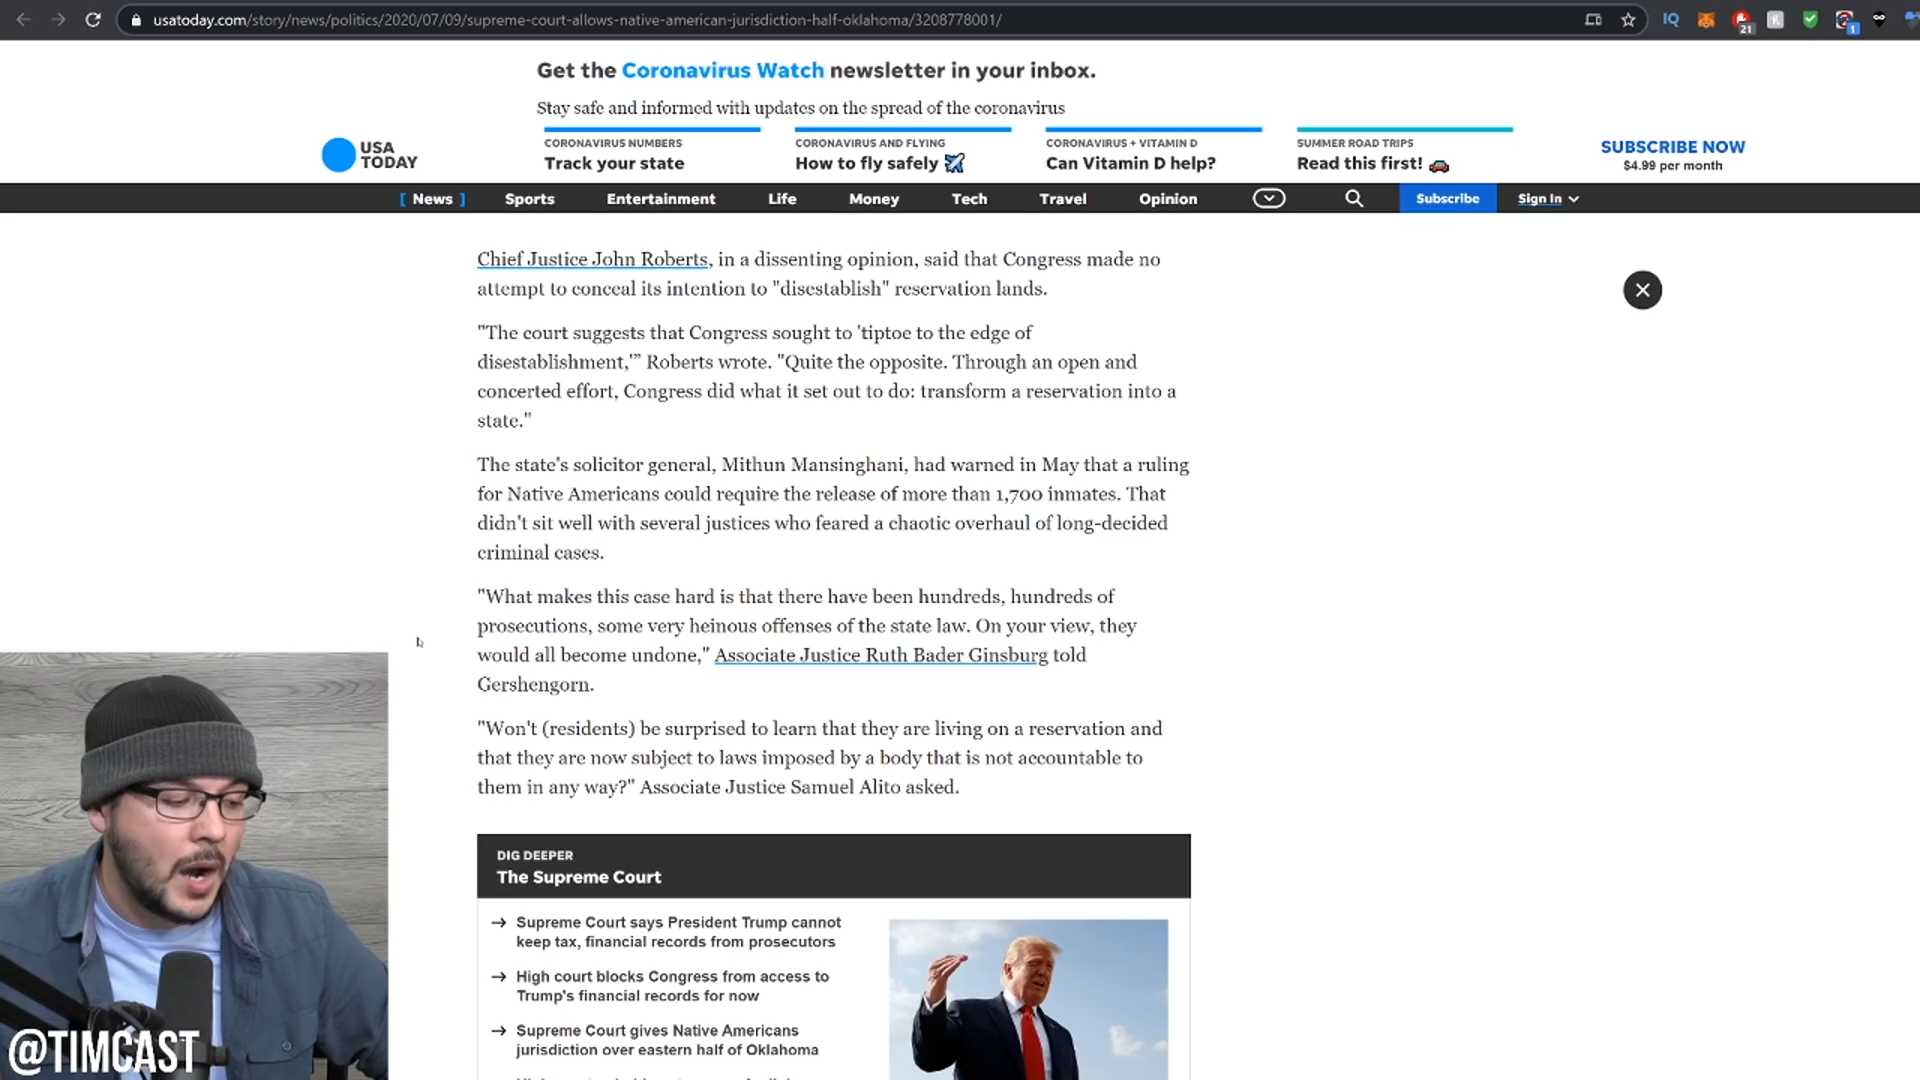 usatoday.com/story/news/politics/2020/07/09/supreme-court-allows-native-american-jurisdiction-half-oklahoma/3208778001/
IQ
21
1
Get the Coronavirus Watch newsletter in your inbox.
Stay safe and informed with updates on the spread of the coronavirus
USA
TODAY
CORONAVIRUS NUMBERS
Track your state
CORONAVIRUS AND FLYING
How to fly safely
CORONAVIRUS + VITAMIN D
Can Vitamin D help?
SUMMER ROAD TRIPS
Read this first!
SUBSCRIBE NOW
$4.99 per month
[ News ] Sports Entertainment Life Money Tech Travel Opinion Subscribe Sign In
Chief Justice John Roberts, in a dissenting opinion, said that Congress made no
attempt to conceal its intention to "disestablish" reservation lands.
"The court suggests that Congress sought to 'tiptoe to the edge of
disestablishment,'” Roberts wrote. "Quite the opposite. Through an open and
concerted effort, Congress did what it set out to do: transform a reservation into a
state."
The state's solicitor general, Mithun Mansinghani, had warned in May that a ruling
for Native Americans could require the release of more than 1,700 inmates. That
didn't sit well with several justices who feared a chaotic overhaul of long-decided
criminal cases.
"What makes this case hard is that there have been hundreds, hundreds of
prosecutions, some very heinous offenses of the state law. On your view, they
would all become undone," Associate Justice Ruth Bader Ginsburg told
Gershengorn.
"Won't (residents) be surprised to learn that they are living on a reservation and
that they are now subject to laws imposed by a body that is not accountable to
them in any way?" Associate Justice Samuel Alito asked.
DIG DEEPER
The Supreme Court
→ Supreme Court says President Trump cannot
keep tax, financial records from prosecutors
→ High court blocks Congress from access to
Trump's financial records for now
→ Supreme Court gives Native Americans
jurisdiction over eastern half of Oklahoma
@TIMCAST